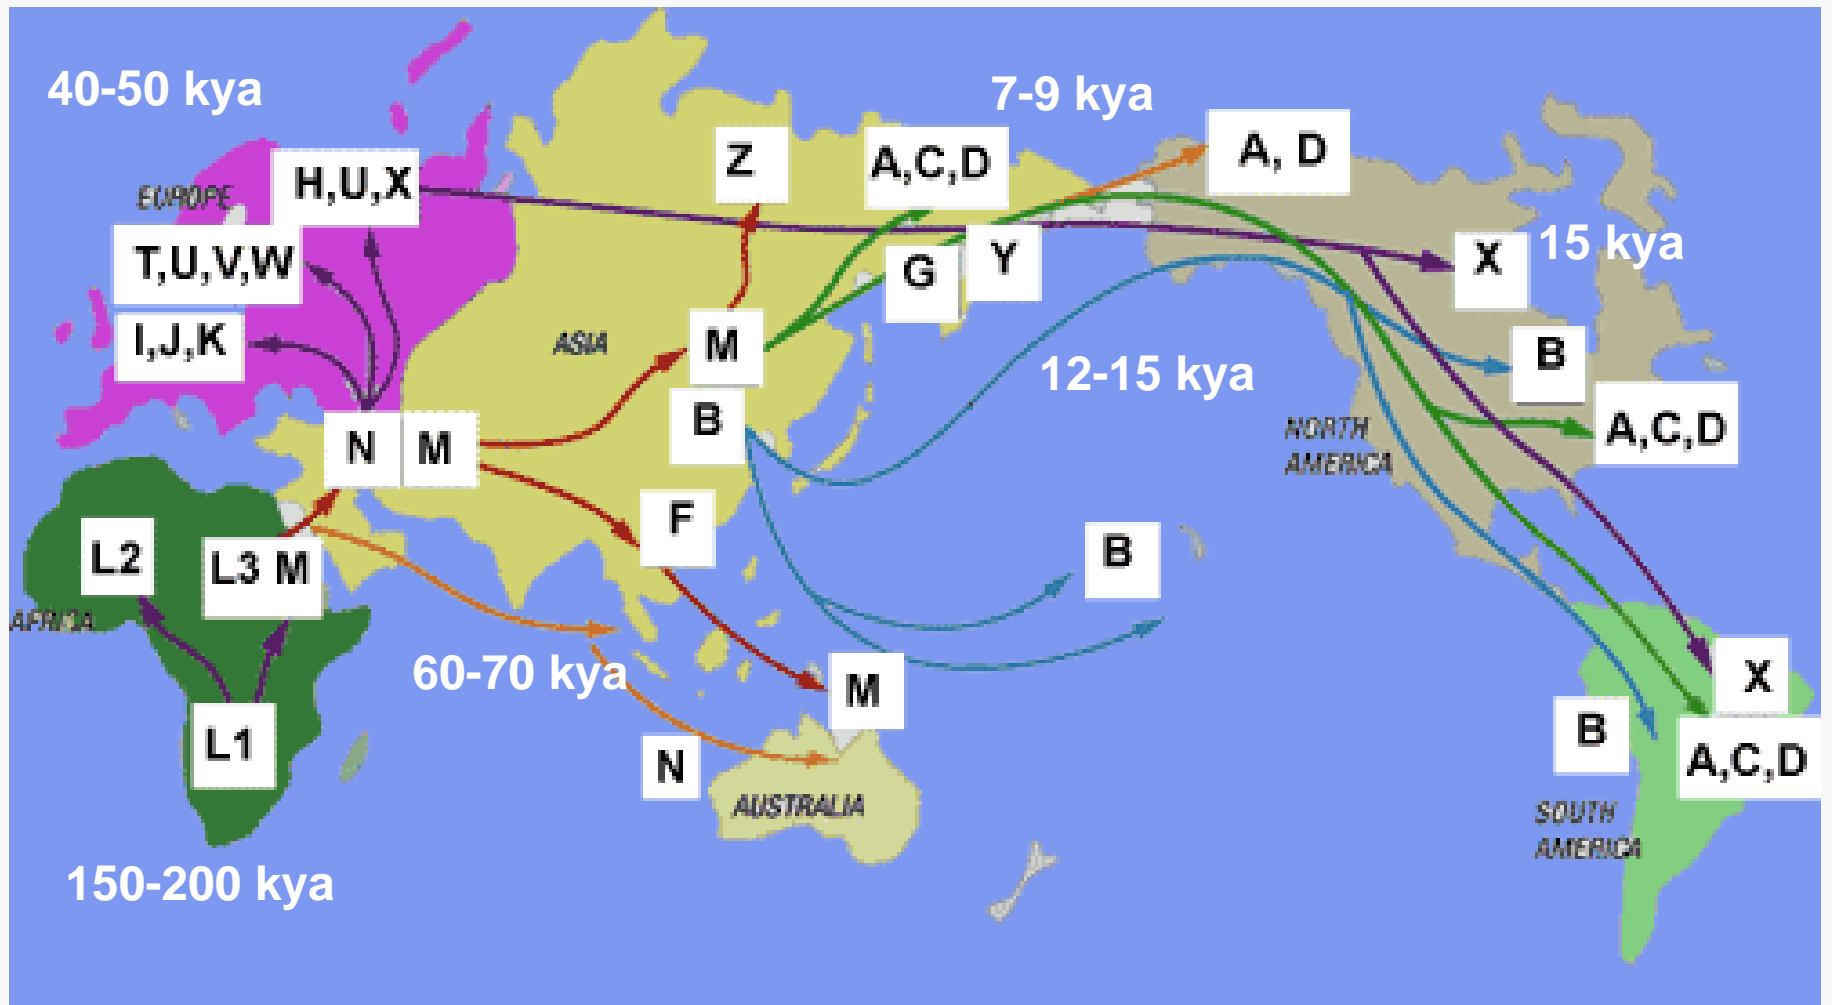 40-50 kya
7-9 kya
EUROPE
H,U,X
Z
A,C,D
A, D
T,U,V,W
G
Y
X
15 kya
I,J,K
ASIA
M
B
12-15 kya
B
N
M
B
NORTH
AMERICA
A,C,D
F
L2
L3 M
B
AFRICA
60-70 kya
M
X
L1
N
B
A,C,D
AUSTRALIA
SOUTH
AMERICA
150-200 kya